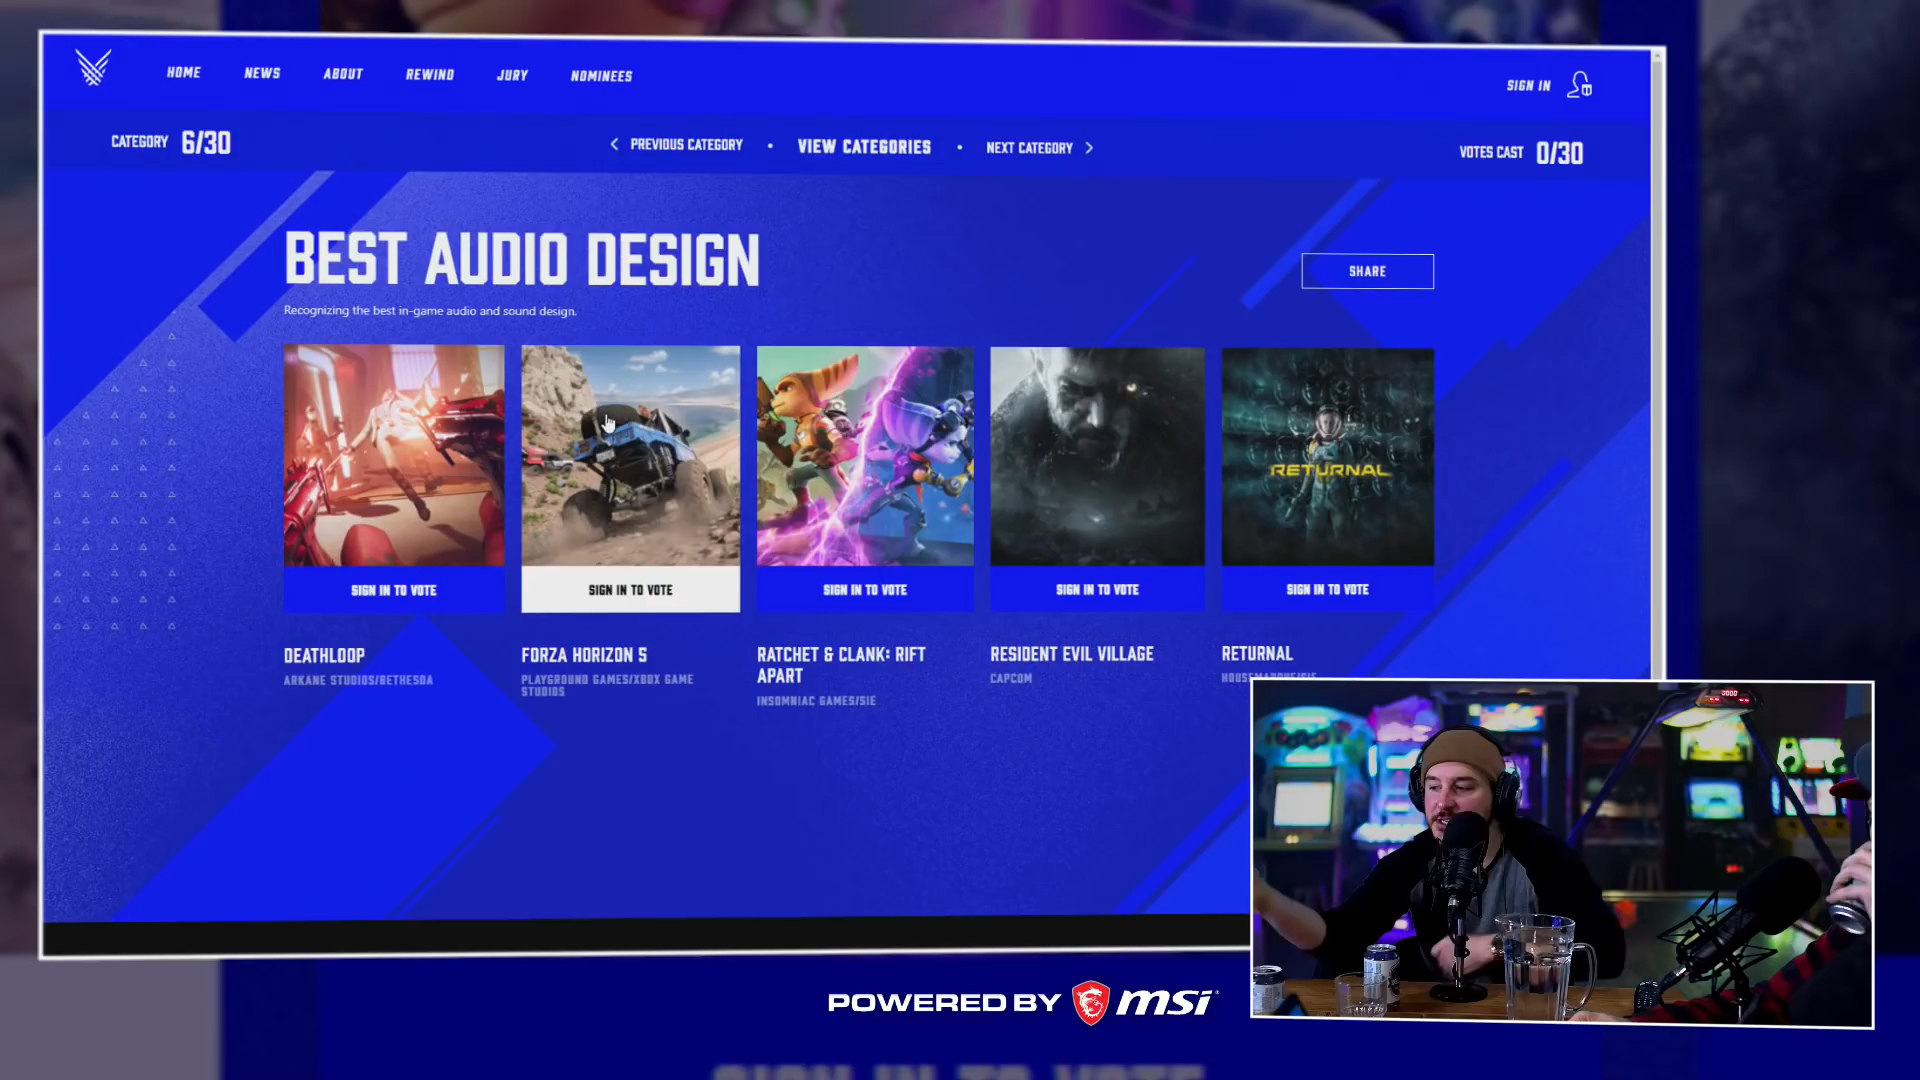 HOME NEWS ABOUT REWIND JURY NOMINEES
SIGN IN
CATEGORY 6/30
PREVIOUS CATEGORY • VIEW CATEGORIES • NEXT CATEGORY
VOTES CAST 0/30
BEST AUDIO DESIGN
SHARE
Recognizing the best in-game audio and sound design.
RETURNAL
SIGN IN TO VOTE
SIGN IN TO VOTE
SIGN IN TO VOTE
SIGN IN TO VOTE
SIGN IN TO VOTE
DEATHLOOP
ARKANE STUDIOS/BETHESDA
FORZA HORIZON 5
PLAYGROUND GAMES/XBOX GAME
STUDIOS
RATCHET & CLANK: RIFT
APART
INSOMNIAC GAMES/SIE
RESIDENT EVIL VILLAGE
CAPCOM
RETURNAL
POWERED BY msi
SIGN IN TO VOTE